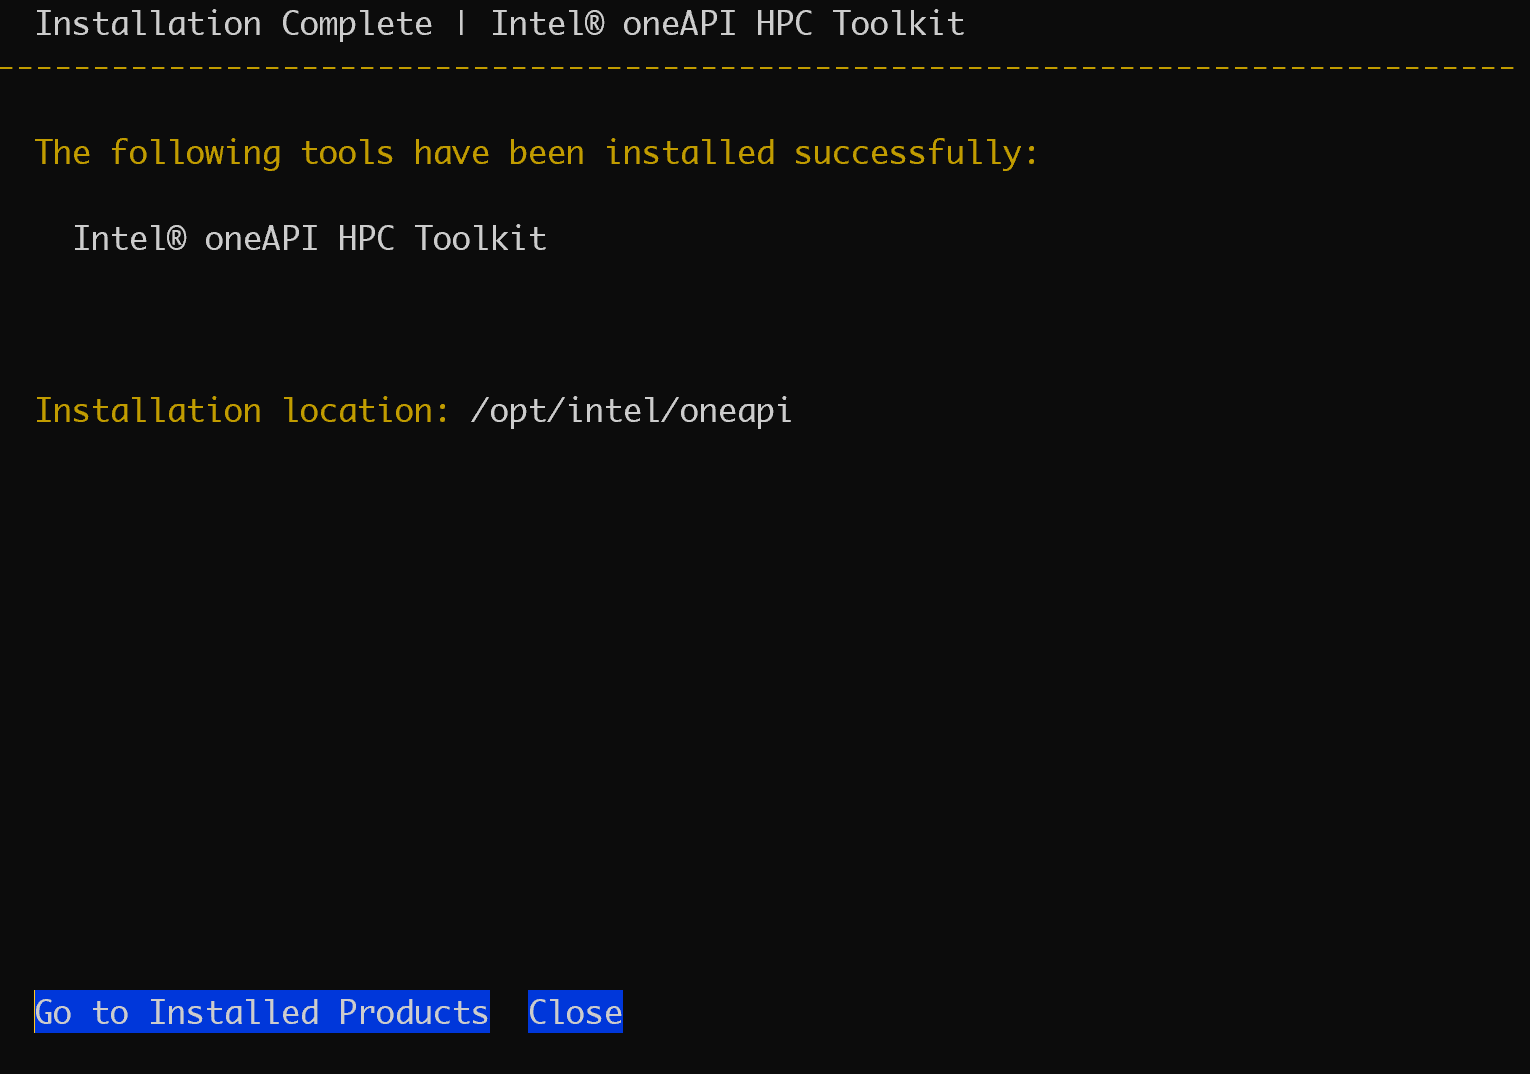 Installation Complete | Intel® oneAPI HPC Toolkit
--------------------------------------------------------------------------------
The following tools have been installed successfully:
Intel® oneAPI HPC Toolkit
Installation location: /opt/intel/oneapi
Go to Installed Products Close